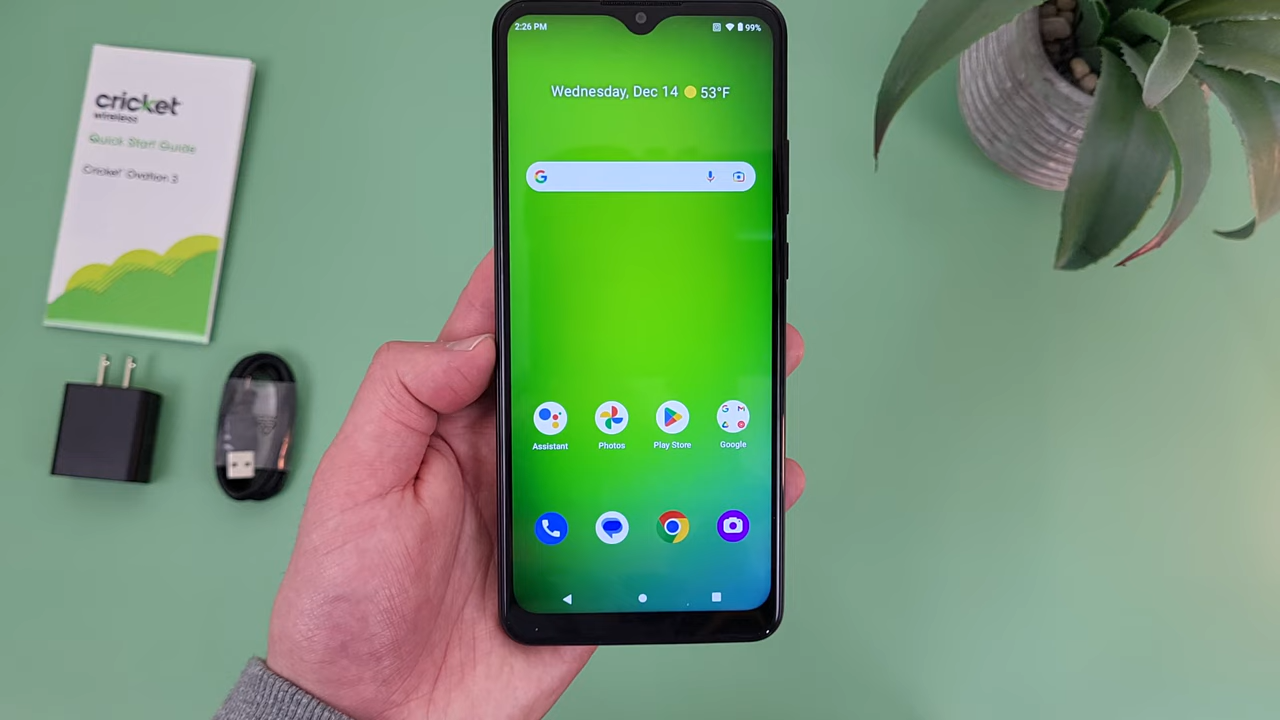 cricket
wireless
Quick Start Guide
Cricket® Ovation 3
2:26 PM
99%
Wednesday, Dec 14 53°F
Assistant
Photos
Play Store
Google